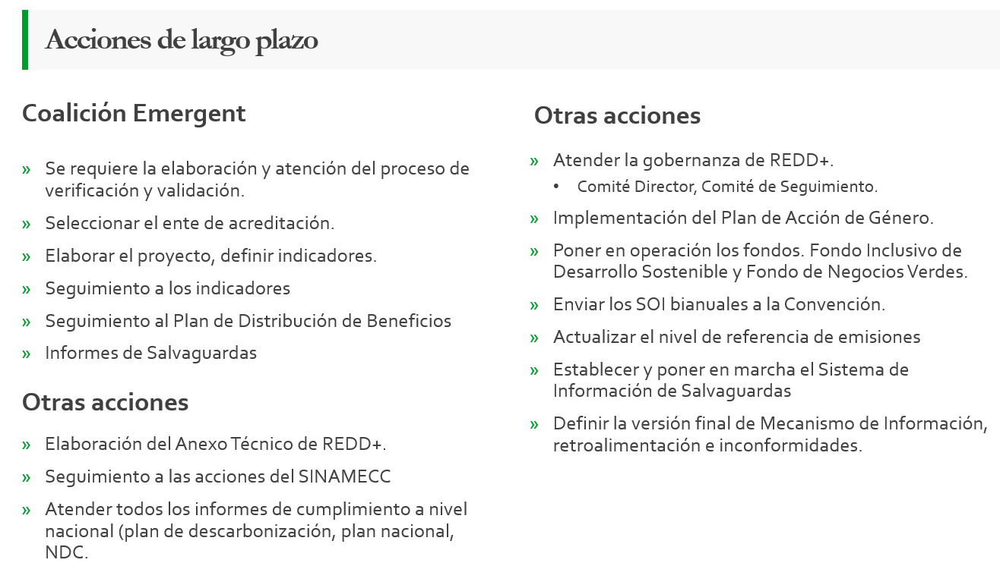 Acciones de largo plazo
Coalición Emergent
» Se requiere la elaboración y atención del proceso de
verificación y validación.
» Seleccionar el ente de acreditación.
» Elaborar el proyecto, definir indicadores.
» Seguimiento a los indicadores
» Seguimiento al Plan de Distribución de Beneficios
» Informes de Salvaguardas
Otras acciones
» Elaboración del Anexo Técnico de REDD+.
» Seguimiento a las acciones del SINAMECC
» Atender todos los informes de cumplimiento a nivel
nacional (plan de descarbonización, plan nacional,
NDC.
Otras acciones
» Atender la gobernanza de REDD+.
• Comité Director, Comité de Seguimiento.
» Implementación del Plan de Acción de Género.
» Poner en operación los fondos. Fondo Inclusivo de
Desarrollo Sostenible y Fondo de Negocios Verdes.
» Enviar los SOI bianuales a la Convención.
» Actualizar el nivel de referencia de emisiones
» Establecer y poner en marcha el Sistema de
Información de Salvaguardas
» Definir la versión final de Mecanismo de Información,
retroalimentación e inconformidades.